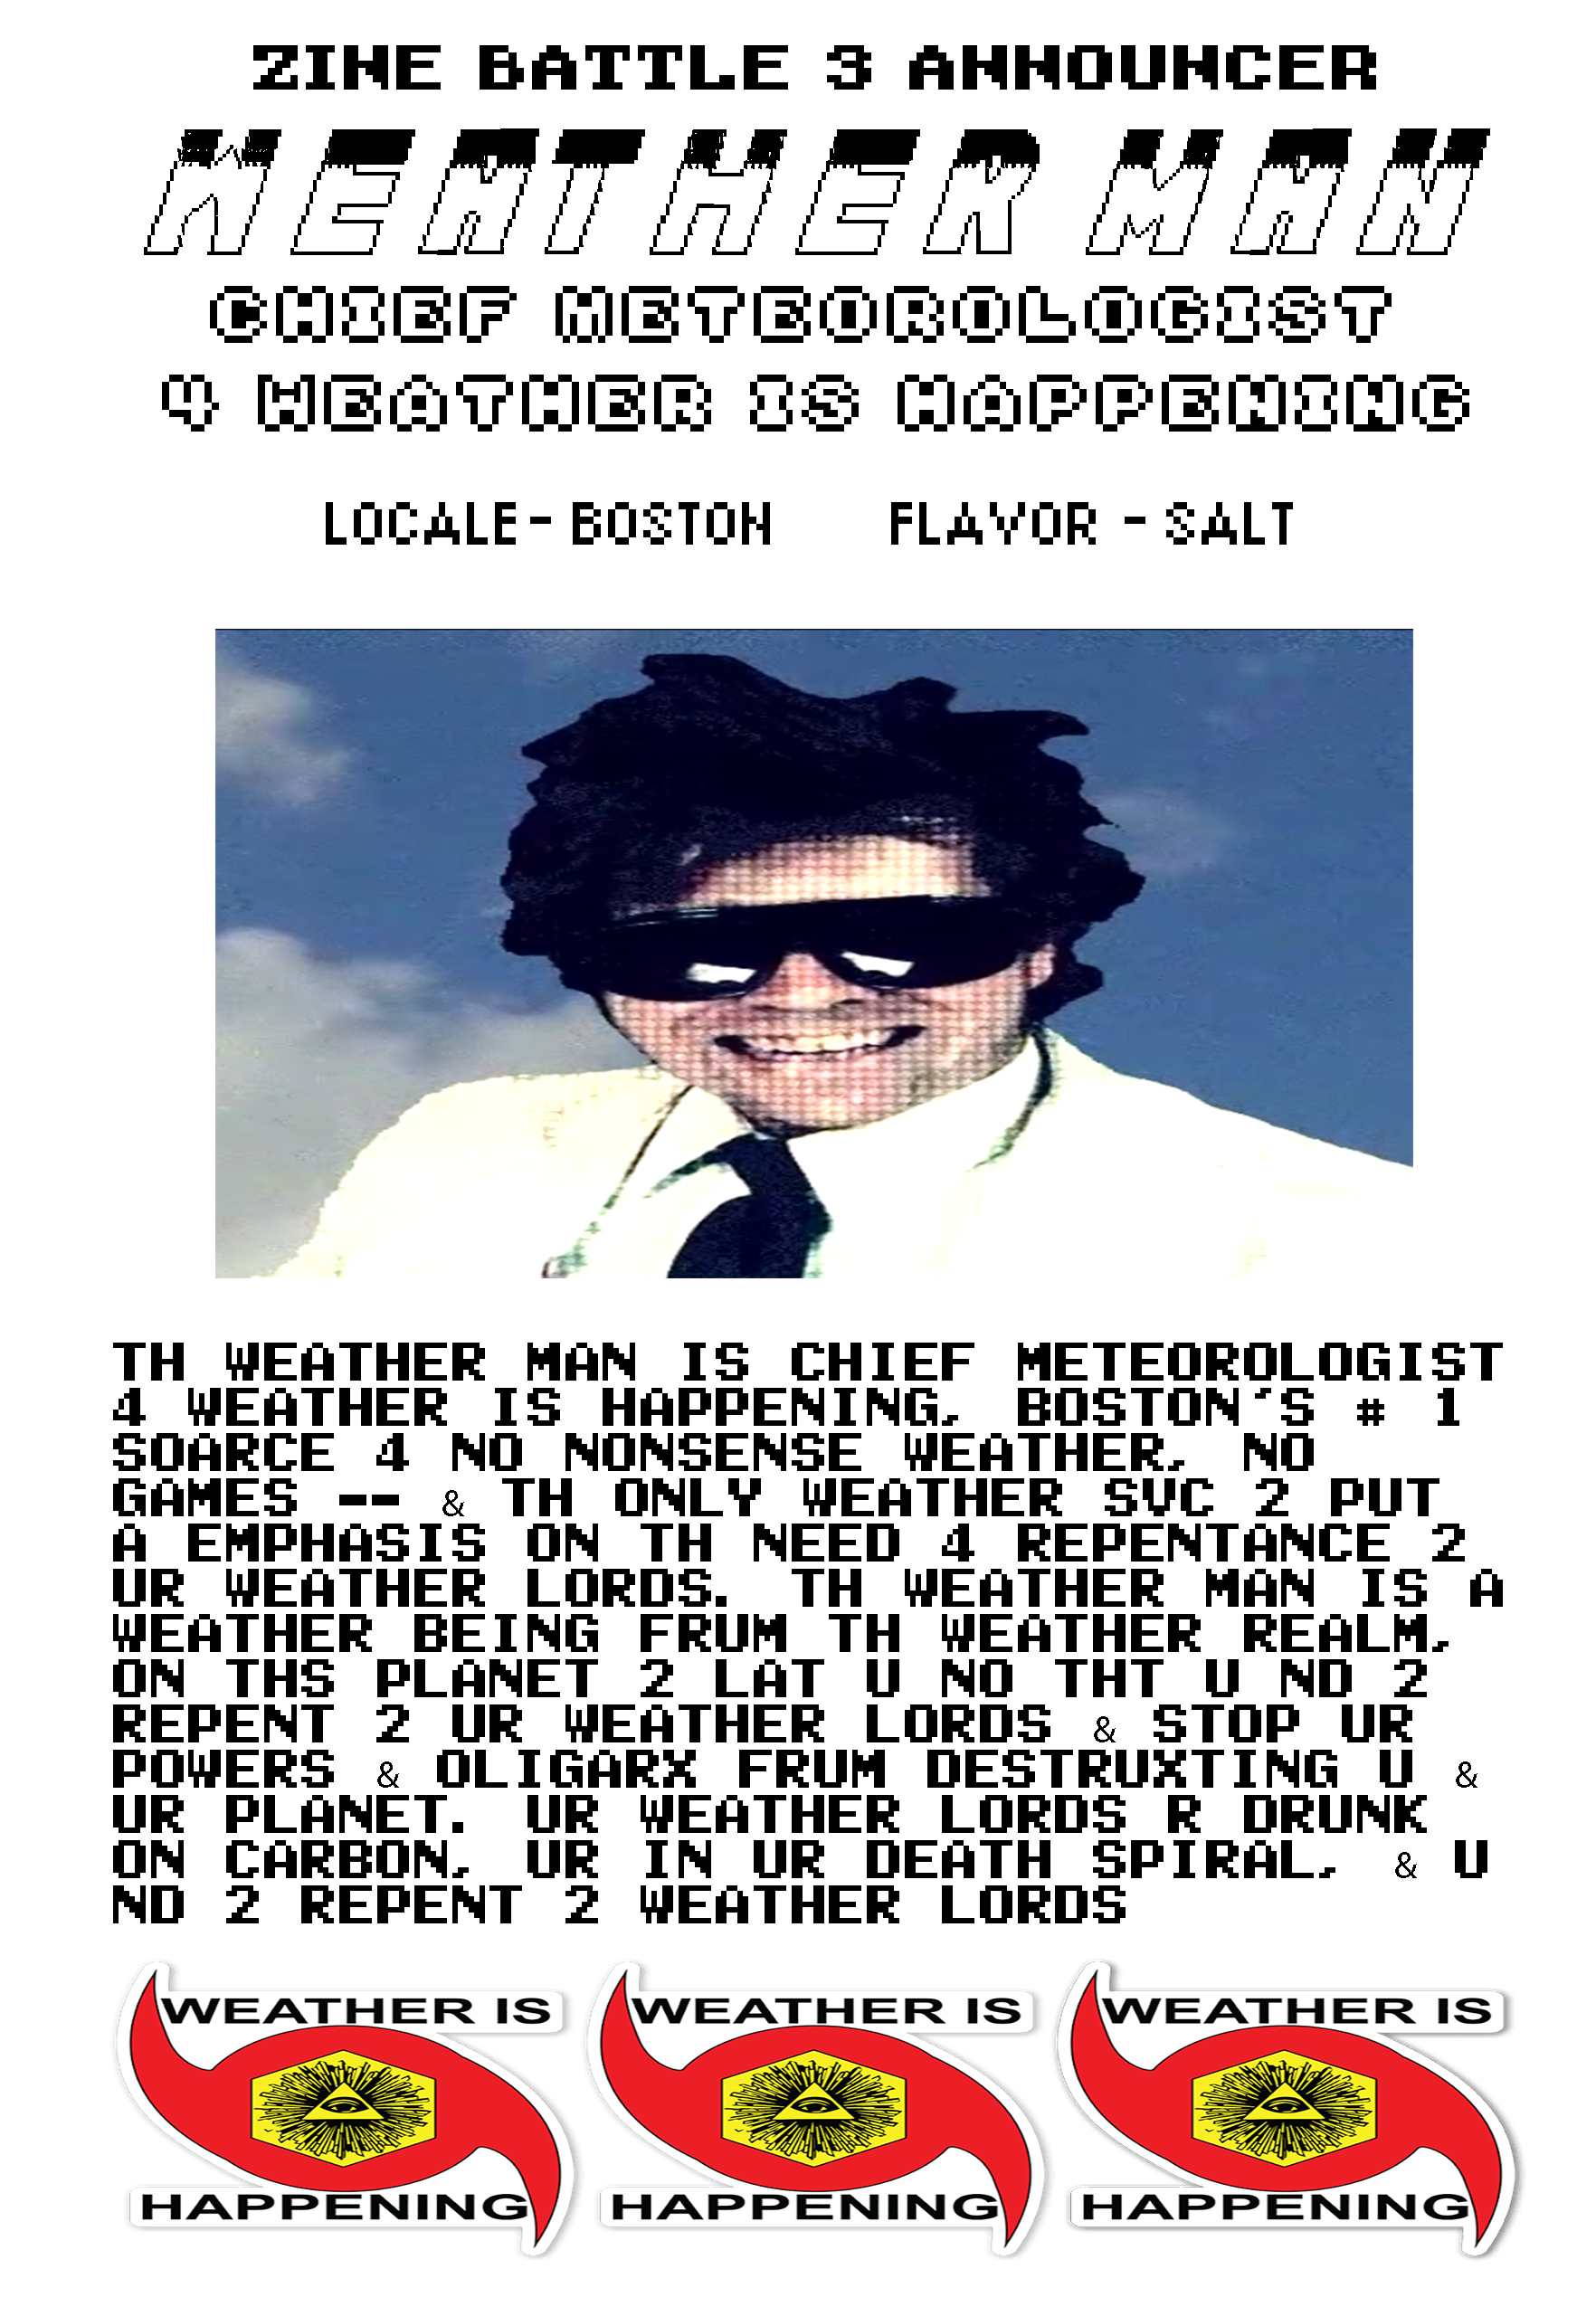 ZINE BATTLE 3 ANNOUNCER
WEATHER MAN
CHIEF METEOROLOGIST
4 WEATHER IS HAPPENING
LOCALE- BOSTON FLAVOR - SALT
TH WEATHER MAN IS CHIEF METEOROLOGIST
4 WEATHER IS HAPPENING, BOSTON'S # 1
SOARCE 4 NO NONSENSE WEATHER, NO
GAMES -- & TH ONLY WEATHER SVC 2 PUT
A EMPHASIS ON TH NEED 4 REPENTANCE 2
UR WEATHER LORDS. TH WEATHER MAN IS A
WEATHER BEING FRUM TH WEATHER REALM,
ON THS PLANET 2 LAT U NO THT U ND 2
REPENT 2 UR WEATHER LORDS & STOP UR
POWERS & OLIGARX FRUM DESTRUXTING U &
UR PLANET. UR WEATHER LORDS R DRUNK
ON CARBON, UR IN UR DEATH SPIRAL, & U
ND 2 REPENT 2 WEATHER LORDS
WEATHER IS WEATHER IS WEATHER IS
HAPPENING HAPPENING HAPPENING